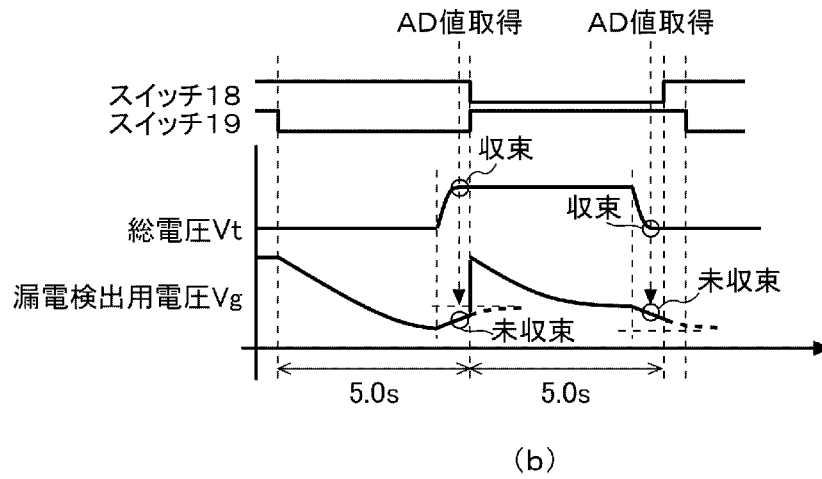 AD値取得 AD値取得
スイッチ18
スイッチ19
収束
収束
総電圧Vt
漏電検出用電圧Vg
未収束
未収束
5.0s 5.0s
(b)